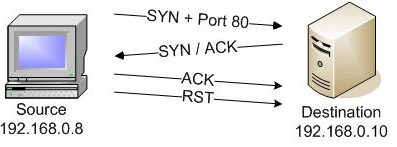 SYN + Port 80
SYN / ACK
ACK
RST
Source
192.168.0.8
Destination
192.168.0.10